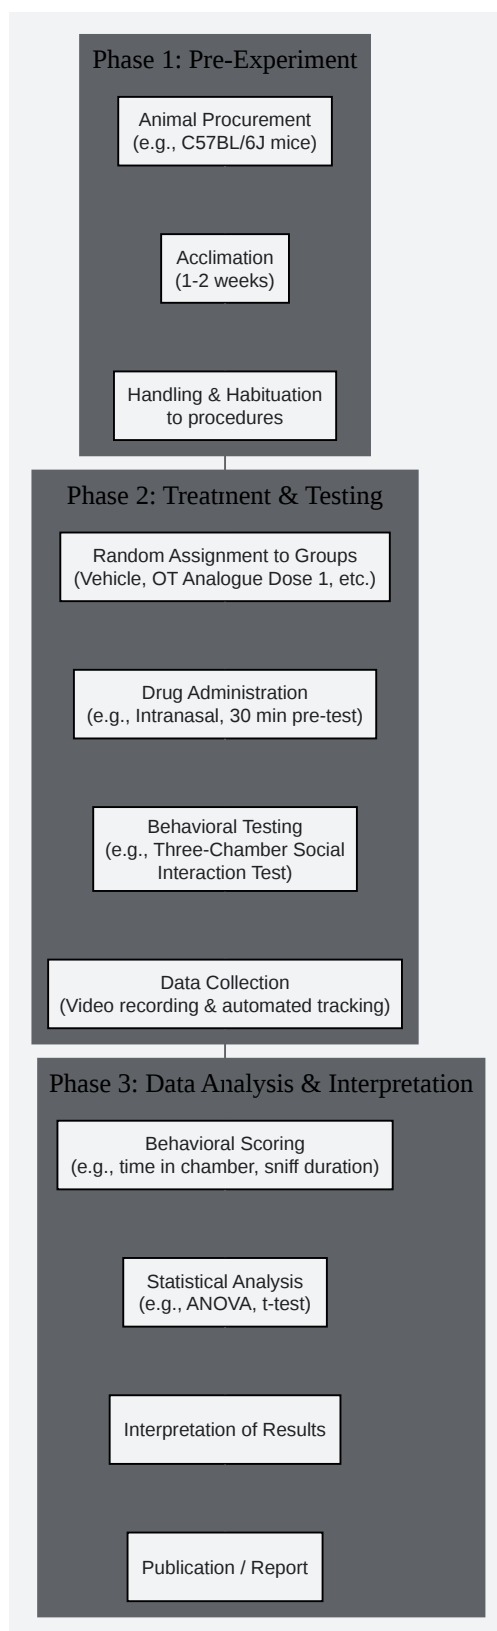 Phase 1: Pre-Experiment
Animal Procurement
(e.g., C57BL/6J mice)
Acclimation
(1-2 weeks)
Handling & Habituation
to procedures
Phase 2: Treatment & Testing
Random Assignment to Groups
(Vehicle, OT Analogue Dose 1, etc.)
Drug Administration
(e.g., Intranasal, 30 min pre-test)
Behavioral Testing
(e.g., Three-Chamber Social
Interaction Test)
Data Collection
(Video recording & automated tracking)
Phase 3: Data Analysis & Interpretation
Behavioral Scoring
(e.g., time in chamber, sniff duration)
Statistical Analysis
(e.g., ANOVA, t-test)
Interpretation of Results
Publication / Report